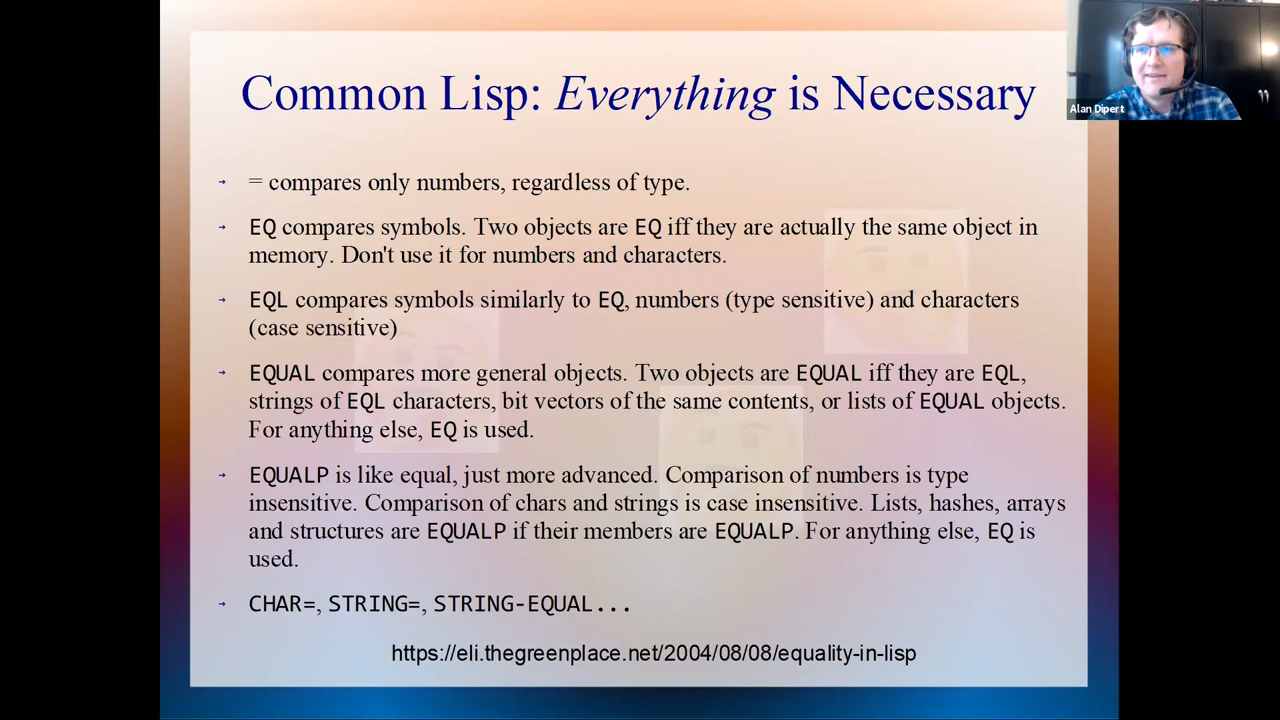 Common Lisp: Everything is Necessary
Alan Dipert
→ = compares only numbers, regardless of type.
→ EQ compares symbols. Two objects are EQ iff they are actually the same object in
memory. Don't use it for numbers and characters.
→ EQL compares symbols similarly to EQ, numbers (type sensitive) and characters
(case sensitive)
→ EQUAL compares more general objects. Two objects are EQUAL iff they are EQL,
strings of EQL characters, bit vectors of the same contents, or lists of EQUAL objects.
For anything else, EQ is used.
→ EQUALP is like equal, just more advanced. Comparison of numbers is type
insensitive. Comparison of chars and strings is case insensitive. Lists, hashes, arrays
and structures are EQUALP if their members are EQUALP. For anything else, EQ is
used.
→ CHAR=, STRING=, STRING-EQUAL...
https://eli.thegreenplace.net/2004/08/08/equality-in-lisp